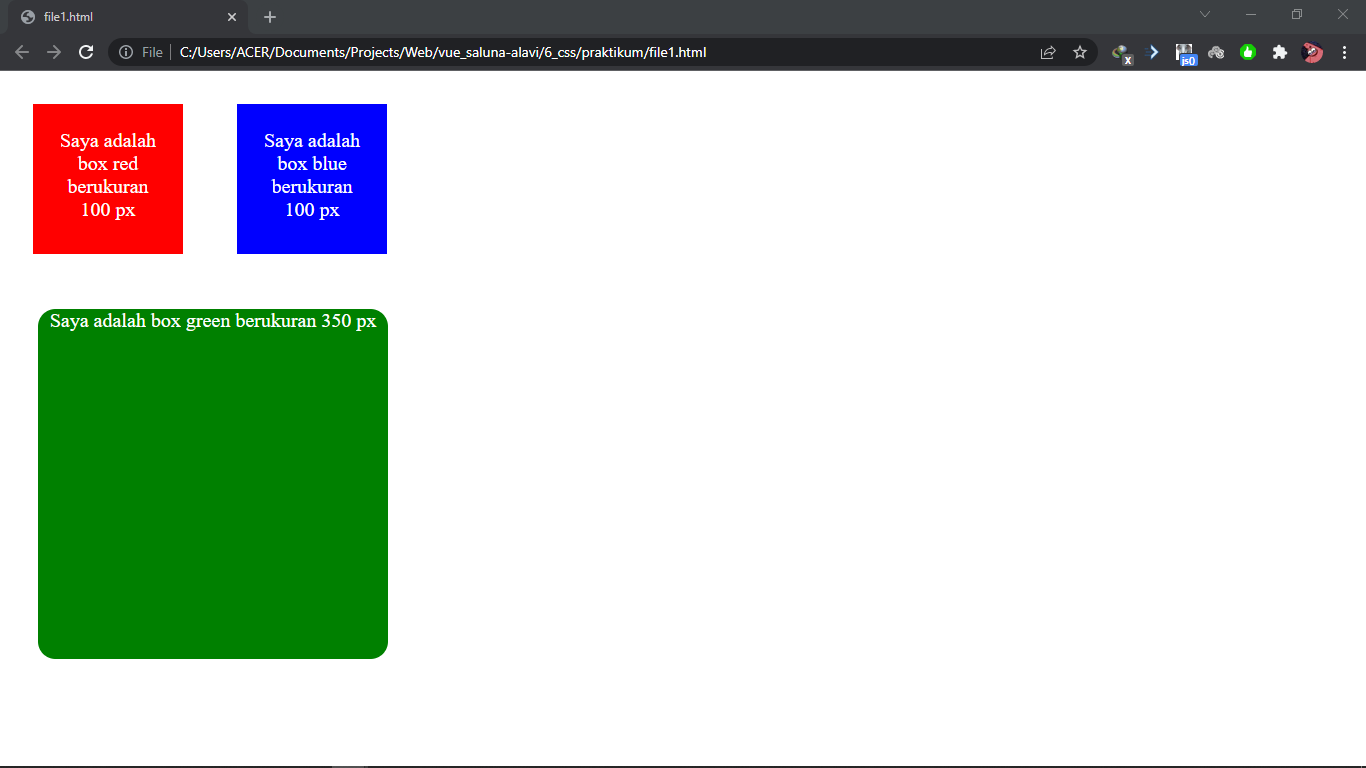 file1.html
File
C:/Users/ACER/Documents/Projects/Web/vue_saluna-alavi/6_css/praktikum/file1.html
X
js()
Saya adalah
box red
berukuran
100 px
Saya adalah
box blue
berukuran
100 px
Saya adalah box green berukuran 350 px